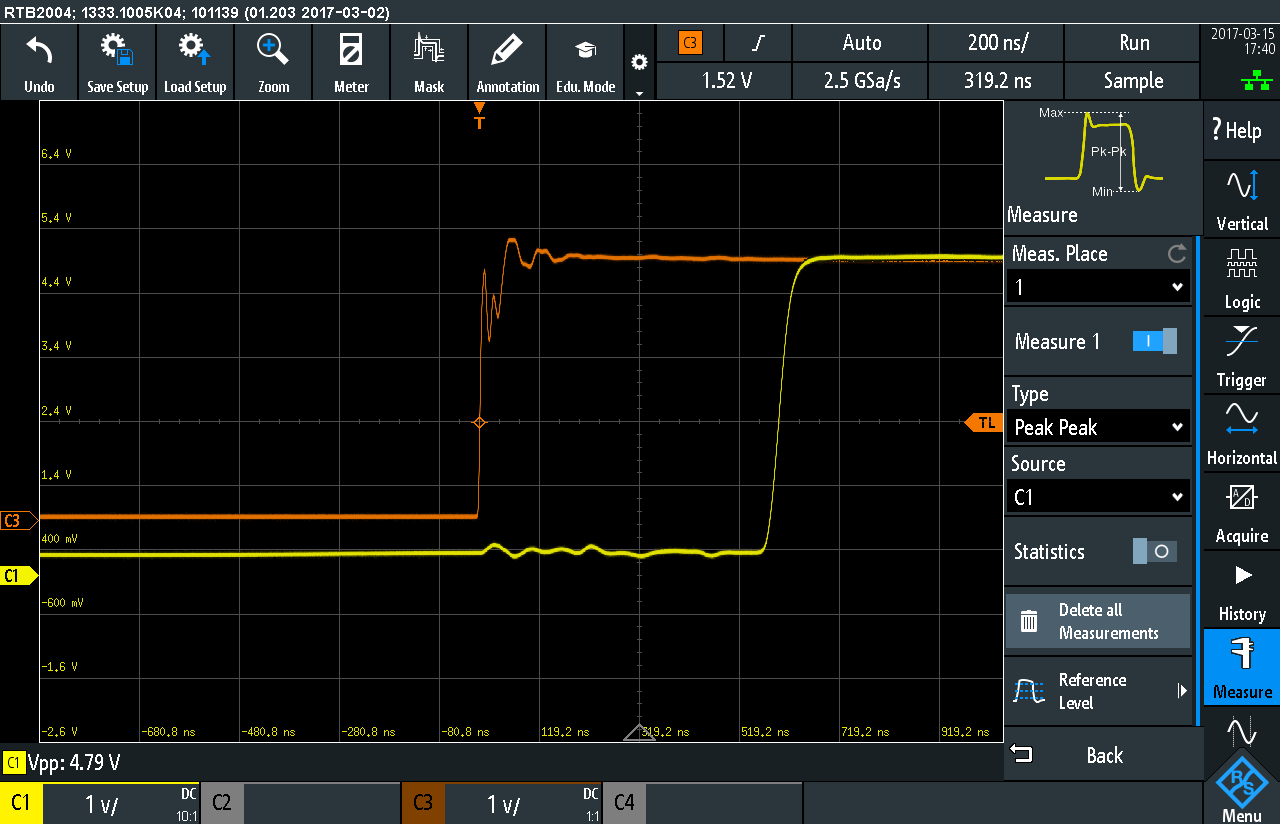 RTB2004; 1333.1005K04; 101139 (01.203 2017-03-02)
Undo
Save Setup
Load Setup
Zoom
Meter
Mask
Annotation
Edu. Mode
C3
Auto
200 ns/
Run
1.52 V
2.5 GSa/s
319.2 ns
Sample
2017-03-15
17:40
T
6.4 V
5.4 V
4.4 V
3.4 V
2.4 V
1.4 V
400 mV
-600 mV
-1.6 V
-2.6 V
C3
C1
TL
-680.8 ns
-480.8 ns
-280.8 ns
-80.8 ns
119.2 ns
319.2 ns
519.2 ns
719.2 ns
919.2 ns
Max
Pk-Pk
Min
Measure
Meas. Place
1
Measure 1
Type
Peak Peak
Source
C1
Statistics
Delete all
Measurements
Reference
Level
Back
? Help
Vertical
Logic
Trigger
Horizontal
A
D
Acquire
History
Measure
R S
Menu
C1 Vpp: 4.79 V
C1
1 V/
DC
10:1
C2
C3
1 V/
DC
1:1
C4